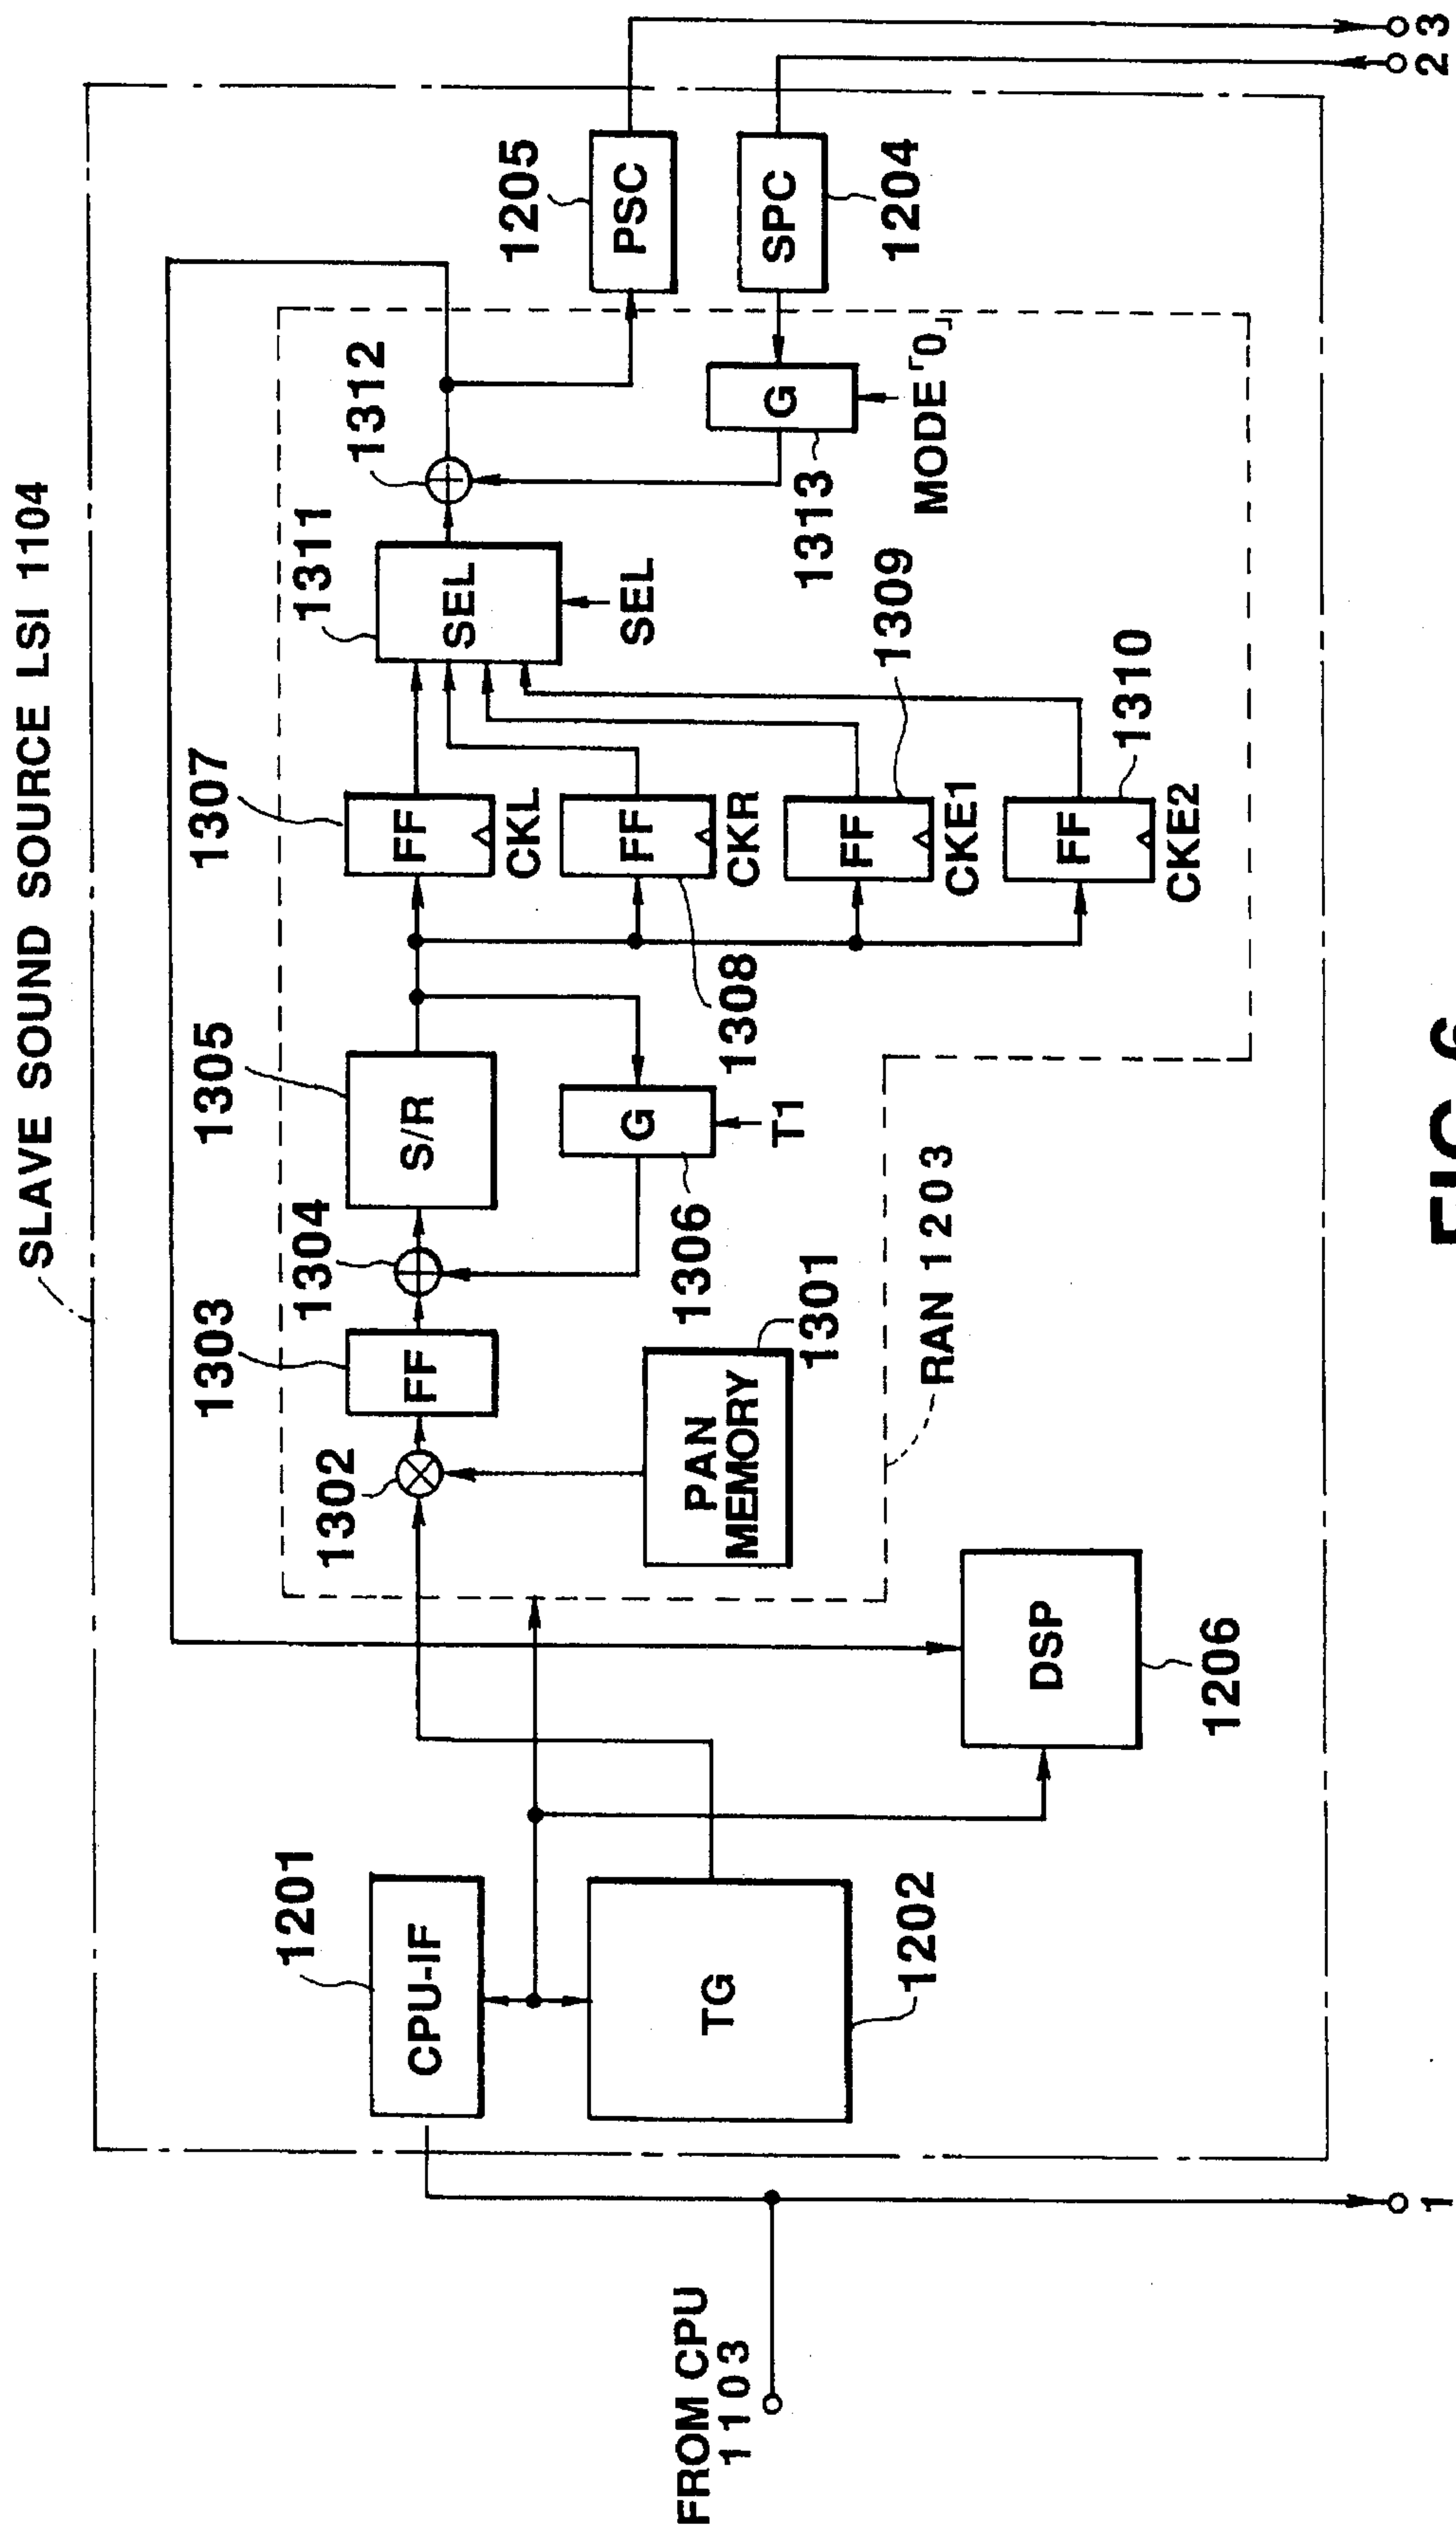 SLAVE SOUND SOURCE LSI 1104
1201
CPU-IF
TG
1202
FROM CPU
1103
1
DSP
1206
1302
1303
FF
1304
1305
S/R
G
T1
1306
PAN
MEMORY
1301
RAN 1203
1307
FF
CKL
FF
CKR
1308
FF
CKE1
1309
FF
CKE2
1310
1311
SEL
SEL
1312
G
1313
MODE「0」
1205
PSC
SPC
1204
2
3
FIG. 6